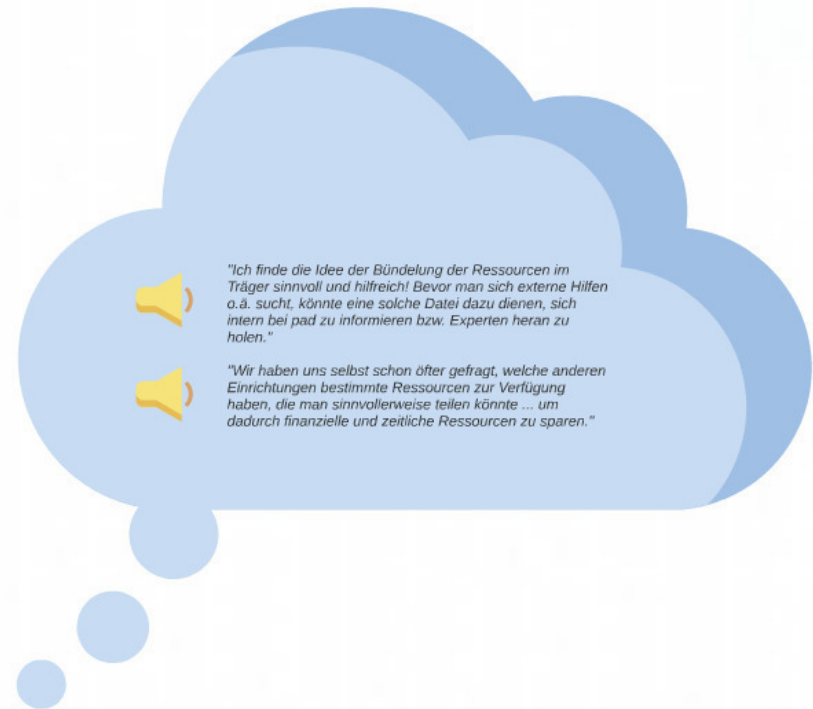 "Ich finde die Idee der Bündelung der Ressourcen im
Träger sinnvoll und hilfreich! Bevor man sich externe Hilfen
o.ä. sucht, könnte eine solche Datei dazu dienen, sich
intern bei pad zu informieren bzw. Experten heran zu
holen."
"Wir haben uns selbst schon öfter gefragt, welche anderen
Einrichtungen bestimmte Ressourcen zur Verfügung
haben, die man sinnvollerweise teilen könnte ... um
dadurch finanzielle und zeitliche Ressourcen zu sparen."